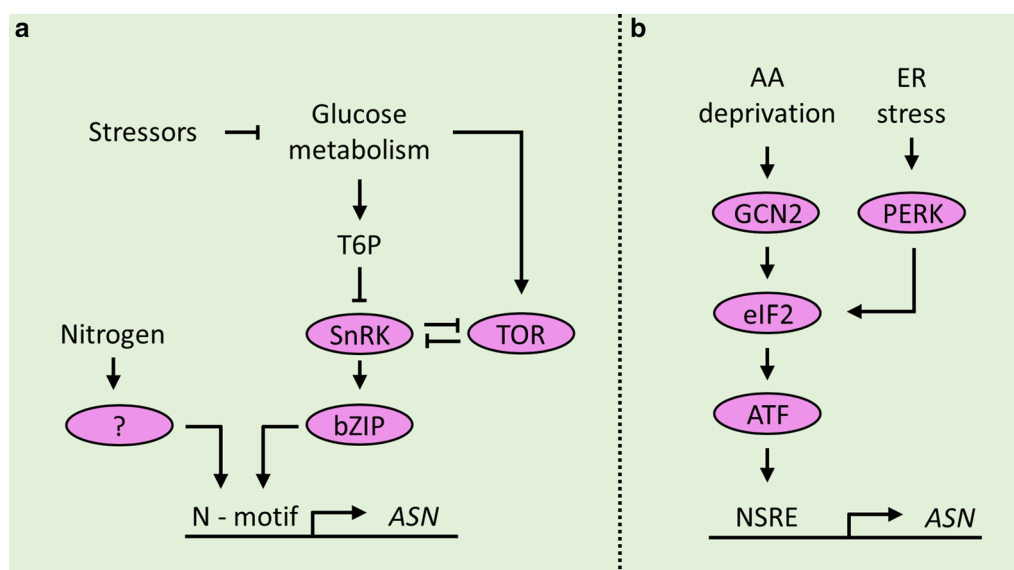 a
Stressors
Glucose
metabolism
T6P
SnRK
TOR
Nitrogen
?
bZIP
N - motif
ASN
b
AA
deprivation
ER
stress
GCN2
PERK
eIF2
ATF
NSRE
ASN